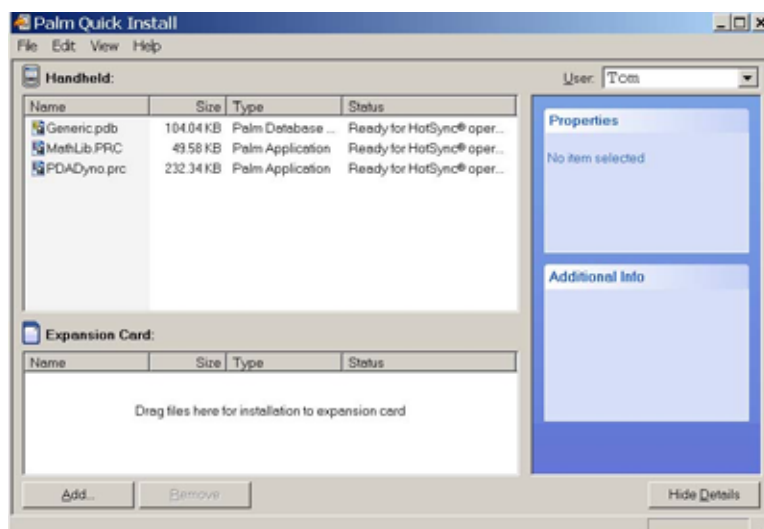 Palm Quick Install
File Edit View Help
Handheld: User: Tom
Name Size Type Status
Generic.pdb 104.04 KB Palm Database ... Ready for HotSync® oper...
MathLib.PRC 49.58 KB Palm Application Ready for HotSync® oper...
PDADyno.prc 232.34 KB Palm Application Ready for HotSync® oper...
Properties
No item selected
Additional Info
Expansion Card:
Name Size Type Status
Drag files here for installation to expansion card
Add... Remove Hide Details